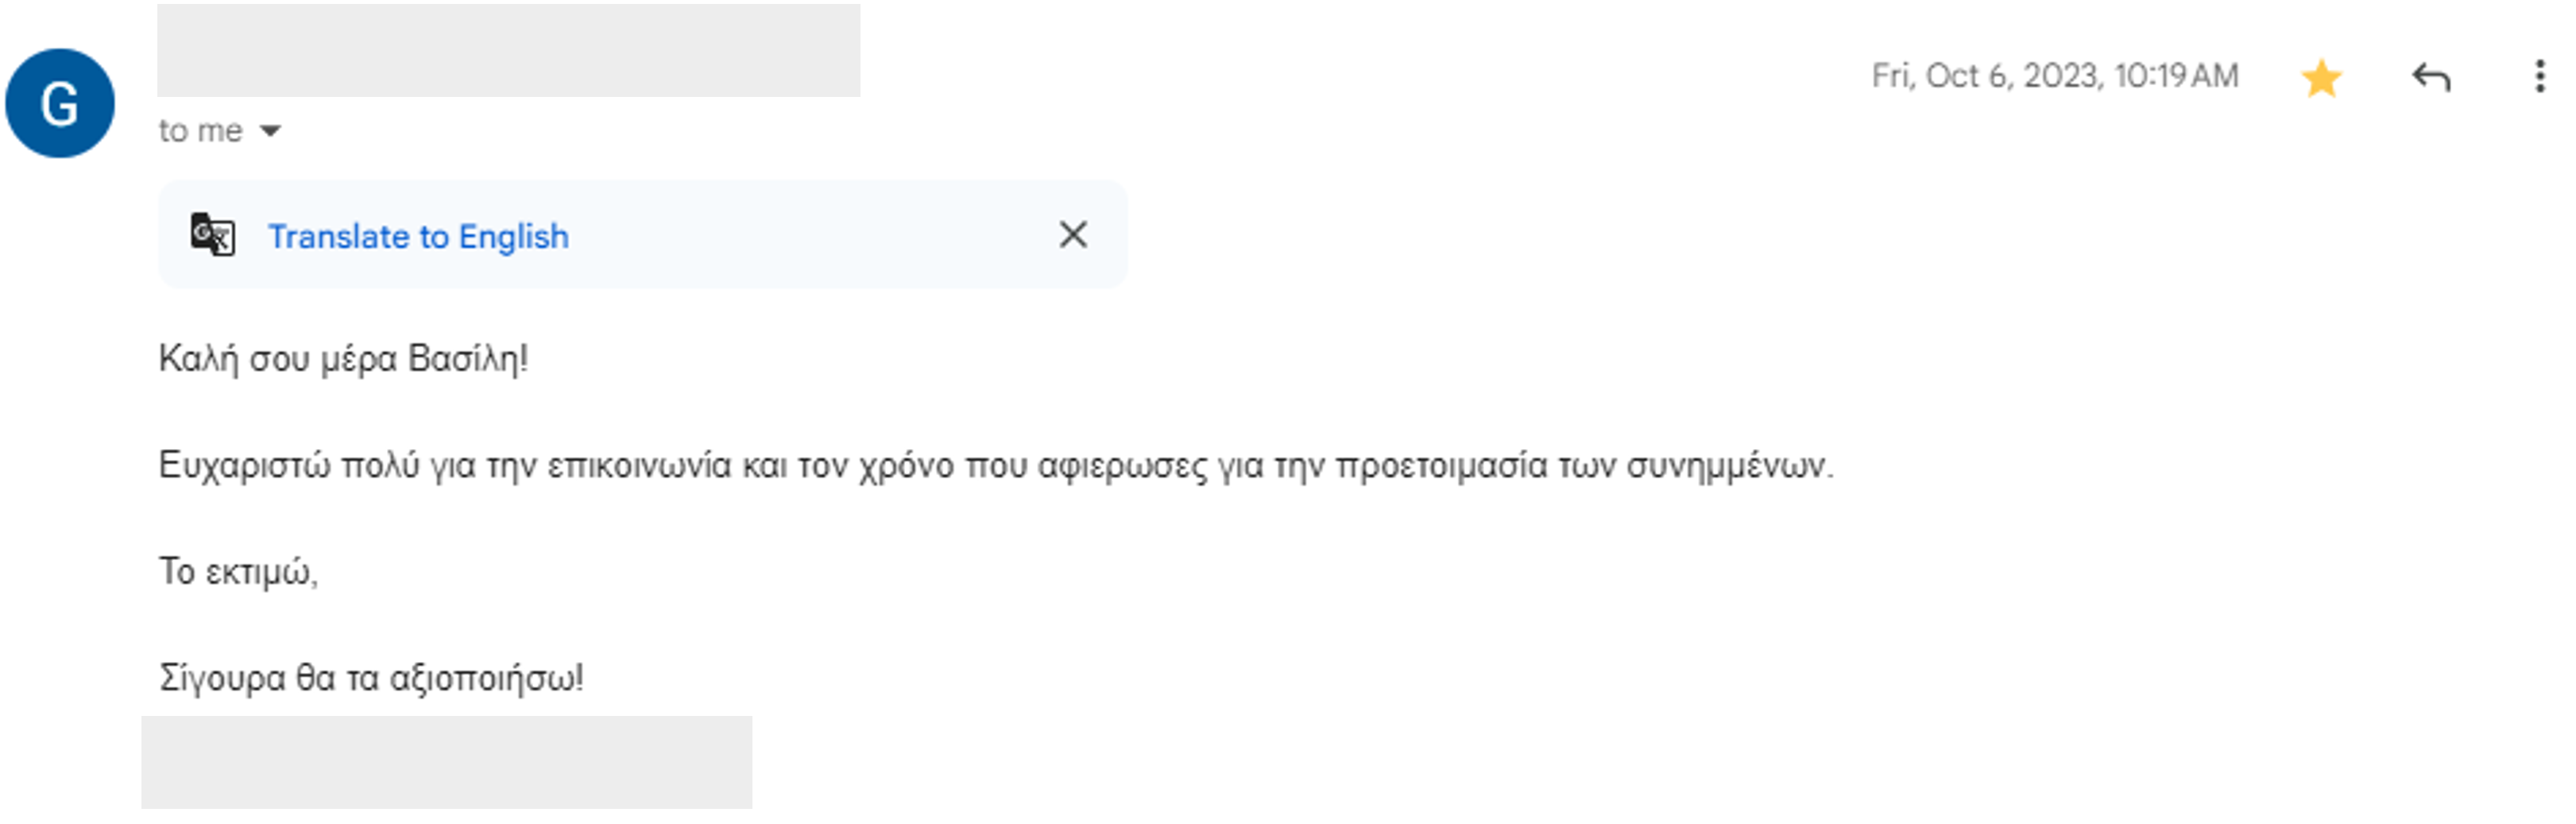 G
Fri, Oct 6, 2023, 10:19 AM
to me
Translate to English
Καλή σου μέρα Βασίλη!
Ευχαριστώ πολύ για την επικοινωνία και τον χρόνο που αφιερωσες για την προετοιμασία των συνημμένων.
Το εκτιμώ,
Σίγουρα θα τα αξιοποιήσω!